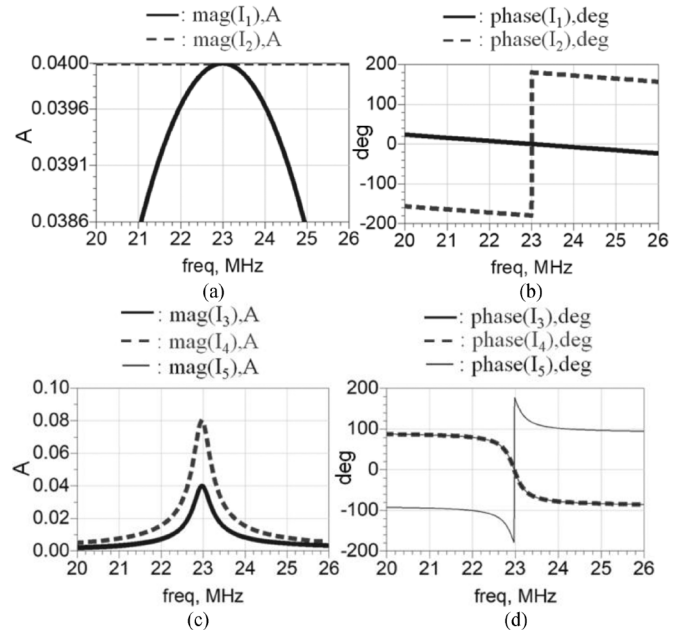 : mag(I₁),A
: mag(I₂),A
: phase(I₁),deg
: phase(I₂),deg
0.0400
0.0396
0.0391
0.0386
A
20 21 22 23 24 25 26
freq, MHz
(a)
200
100
0
-100
-200
deg
20 21 22 23 24 25 26
freq, MHz
(b)
: mag(I₃),A
: mag(I₄),A
: mag(I₅),A
: phase(I₃),deg
: phase(I₄),deg
: phase(I₅),deg
0.10
0.08
0.06
0.04
0.02
0.00
A
20 21 22 23 24 25 26
freq, MHz
(c)
200
100
0
-100
-200
deg
20 21 22 23 24 25 26
freq, MHz
(d)